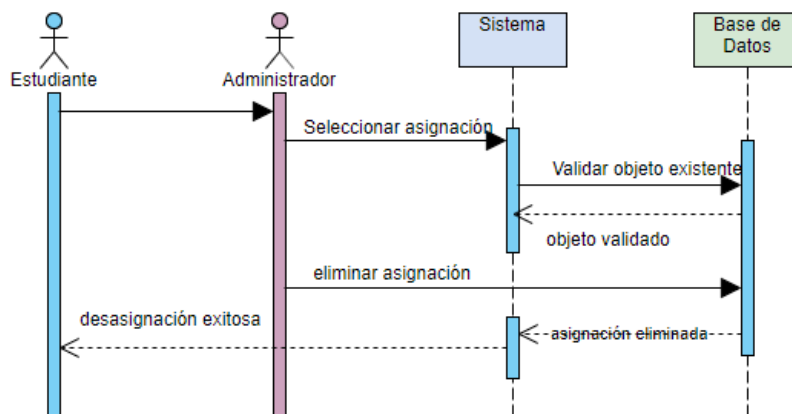 Estudiante
Administrador
Sistema
Base de
Datos
Seleccionar asignación
Validar objeto existente
objeto validado
eliminar asignación
asignación eliminada
desasignación exitosa